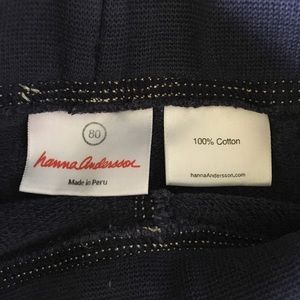 80
hanna Andersson
Made in Peru
100% Cotton
hannaAndersson.com